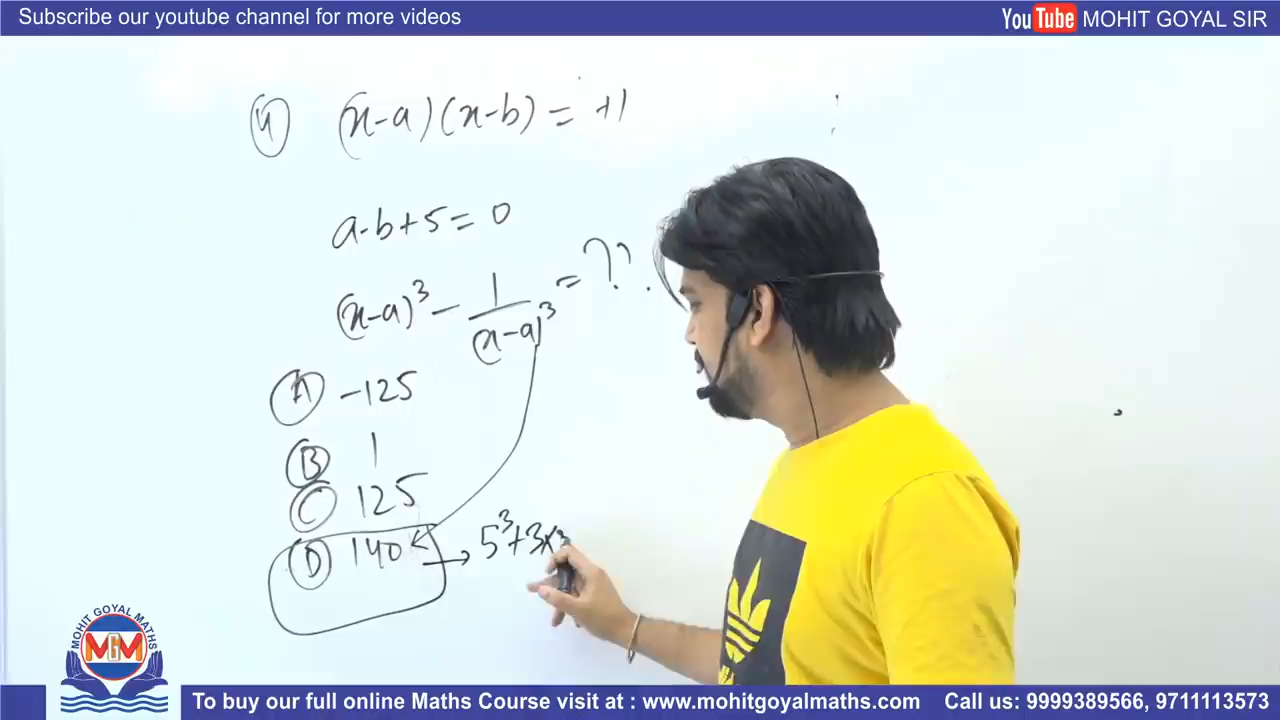 Subscribe our youtube channel for more videos
YouTube MOHIT GOYAL SIR
(4) (x-a)(x-b) = +1
a-b+5=0
(x-a)³ - 1/(x-a)³ = ??
(A) -125
(B) 1
(C) 125
(D) 140 → 5³+3×
MOHIT GOYAL MATHS
MGM
To buy our full online Maths Course visit at : www.mohitgoyalmaths.com Call us: 9999389566, 9711113573